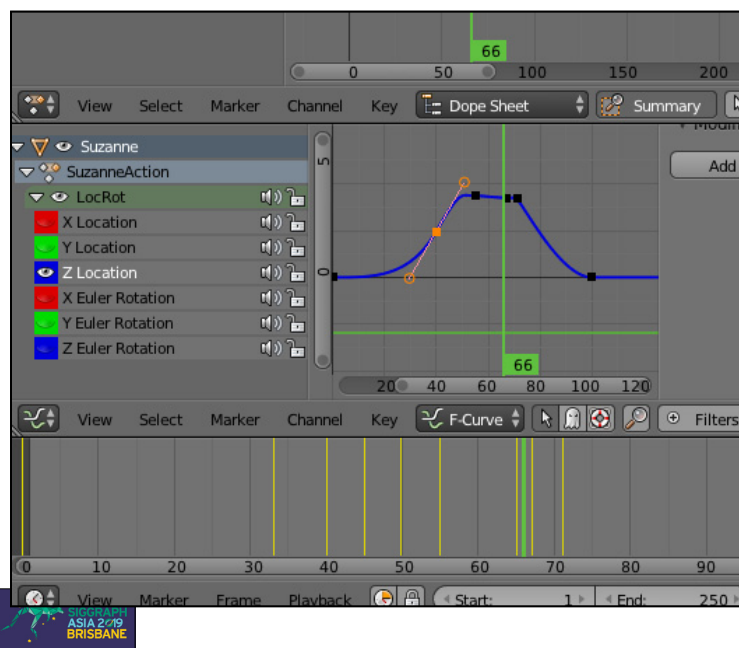 66
0 50 100 150 200
View Select Marker Channel Key Dope Sheet Summary
Suzanne
SuzanneAction
LocRot
X Location
Y Location
Z Location
X Euler Rotation
Y Euler Rotation
Z Euler Rotation
5
0
Add
66
20 40 60 80 100 120
View Select Marker Channel Key F-Curve Filters
0 10 20 30 40 50 60 70 80 90
View Marker Frame Playback Start: 1 End: 250
SIGGRAPH
ASIA 2019
BRISBANE